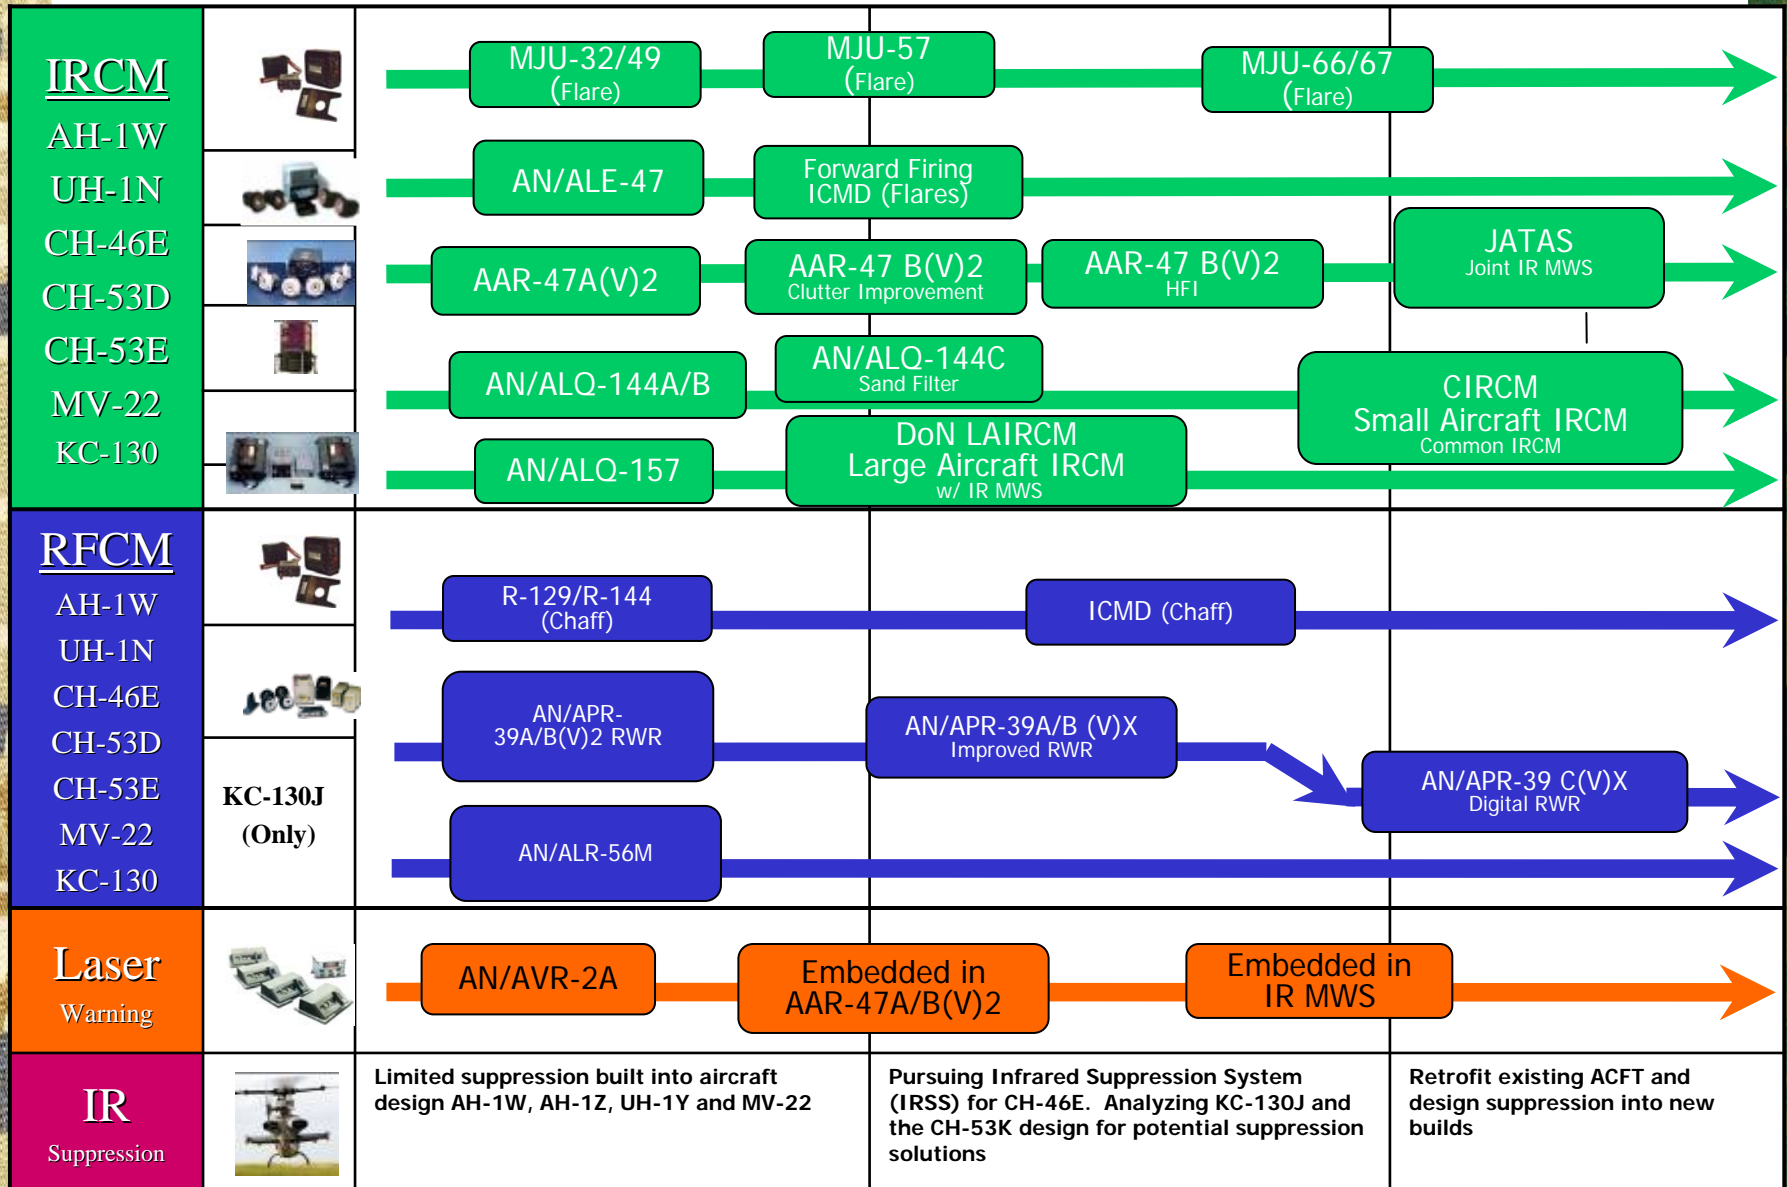 IRCM
AH-1W
UH-1N
CH-46E
CH-53D
CH-53E
MV-22
KC-130
MJU-32/49
(Flare)
MJU-57
(Flare)
MJU-66/67
(Flare)
AN/ALE-47
Forward Firing
ICMD (Flares)
AAR-47A(V)2
AAR-47 B(V)2
Clutter Improvement
AAR-47 B(V)2
HFI
JATAS
Joint IR MWS
AN/ALQ-144A/B
AN/ALQ-144C
Sand Filter
CIRCM
Small Aircraft IRCM
Common IRCM
AN/ALQ-157
DoN LAIRCM
Large Aircraft IRCM
w/ IR MWS
RFCM
AH-1W
UH-1N
CH-46E
CH-53D
CH-53E
MV-22
KC-130
KC-130J
(Only)
R-129/R-144
(Chaff)
ICMD (Chaff)
AN/APR-
39A/B(V)2 RWR
AN/APR-39A/B (V)X
Improved RWR
AN/APR-39 C(V)X
Digital RWR
AN/ALR-56M
Laser
Warning
AN/AVR-2A
Embedded in
AAR-47A/B(V)2
Embedded in
IR MWS
IR
Suppression
Limited suppression built into aircraft
design AH-1W, AH-1Z, UH-1Y and MV-22
Pursuing Infrared Suppression System
(IRSS) for CH-46E.  Analyzing KC-130J and
the CH-53K design for potential suppression
solutions
Retrofit existing ACFT and
design suppression into new
builds